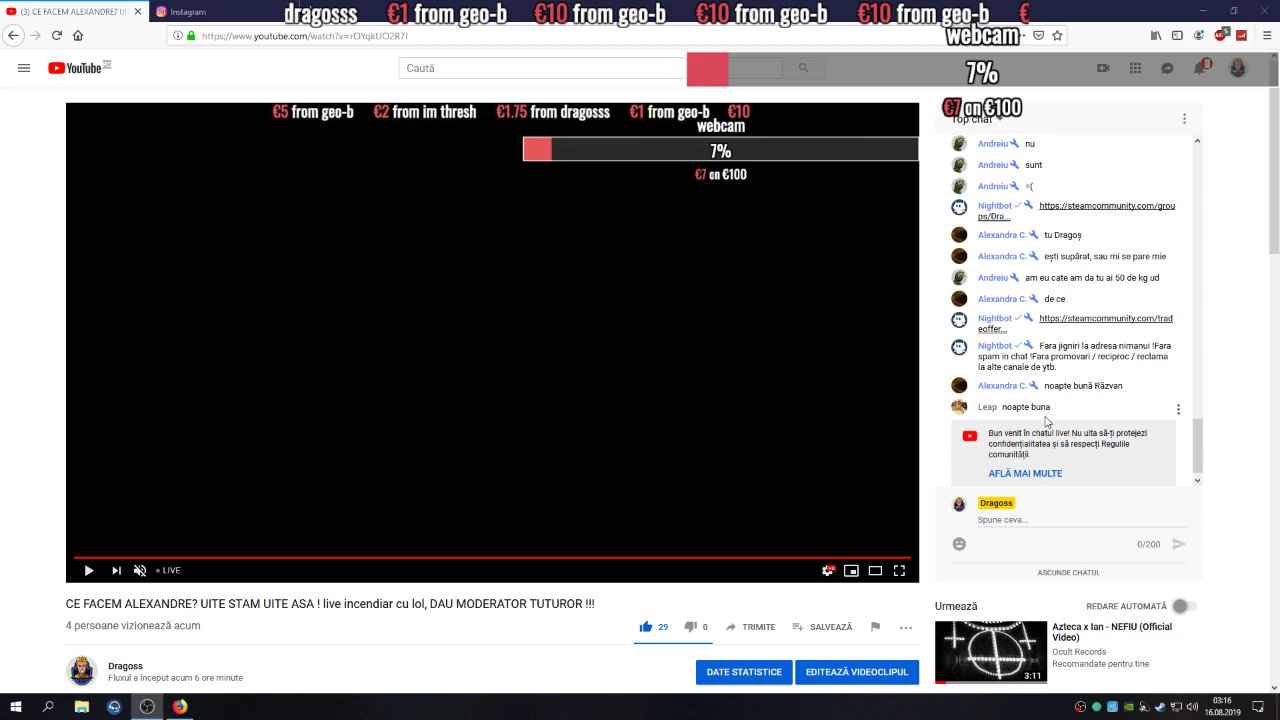 (3) CE FACEM ALEXANDRE? UITE
Instagram
dragosss €1 from geo-b €10 from geo-b €10 from geo-b €10 from geo-b €
https://www.youtube.com/watch?v=rOYqkUO2R7I
webcam
YouTube
Caută
7%
€7 on €100
€5 from geo-b €2 from im thresh €1.75 from dragosss €1 from geo-b €10
webcam
7%
€7 on €100
Top chat
Andreiu nu
Andreiu sunt
Andreiu =(
Nightbot https://steamcommunity.com/grou
ps/Dra...
Alexandra C. tu Dragoș
Alexandra C. ești supărat, sau mi se pare mie
Andreiu am eu cate am da tu ai 50 de kg ud
Alexandra C. de ce
Nightbot https://steamcommunity.com/trad
eoffer...
Nightbot Fara jigniri la adresa nimanui !Fara
spam in chat !Fara promovari / reciproc / reclama
la alte canale de ytb.
Alexandra C. noapte bună Răzvan
Leap noapte buna
Bun venit în chatul live! Nu uita să-ți protejezi
confidențialitatea și să respecți Regulile
comunității.
AFLĂ MAI MULTE
Dragoss
Spune ceva...
0/200
ASCUNDE CHATUL
LIVE
CE FACEM ALEXANDRE? UITE STAM UITE ASA ! live incendiar cu lol, DAU MODERATOR TUTUROR !!!
4 persoane vizionează acum
29
0
TRIMITE
SALVEAZĂ
Dragoss
Fluxul a început acum 6 ore minute
DATE STATISTICE
EDITEAZĂ VIDEOCLIPUL
Urmează
REDARE AUTOMATĂ
Azteca x Ian - NEFIU (Official
Video)
Ocult Records
Recomandate pentru tine
3:11
03:16
16.08.2019